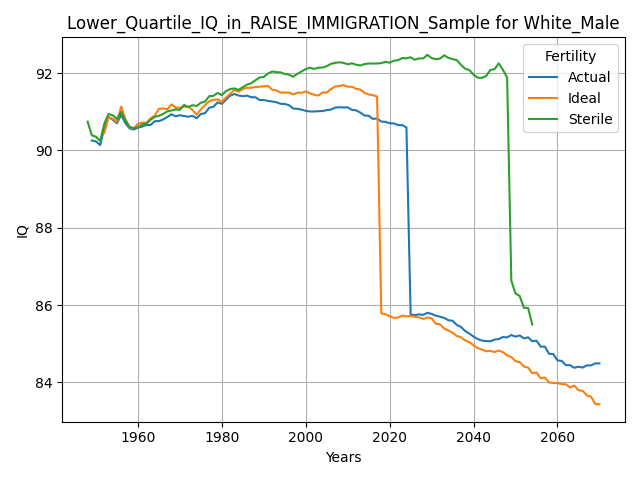 Lower_Quartile_IQ_in_RAISE_IMMIGRATION_Sample for White_Male
Fertility
Actual
Ideal
Sterile
IQ
92
90
88
86
84
1960
1980
2000
2020
2040
2060
Years